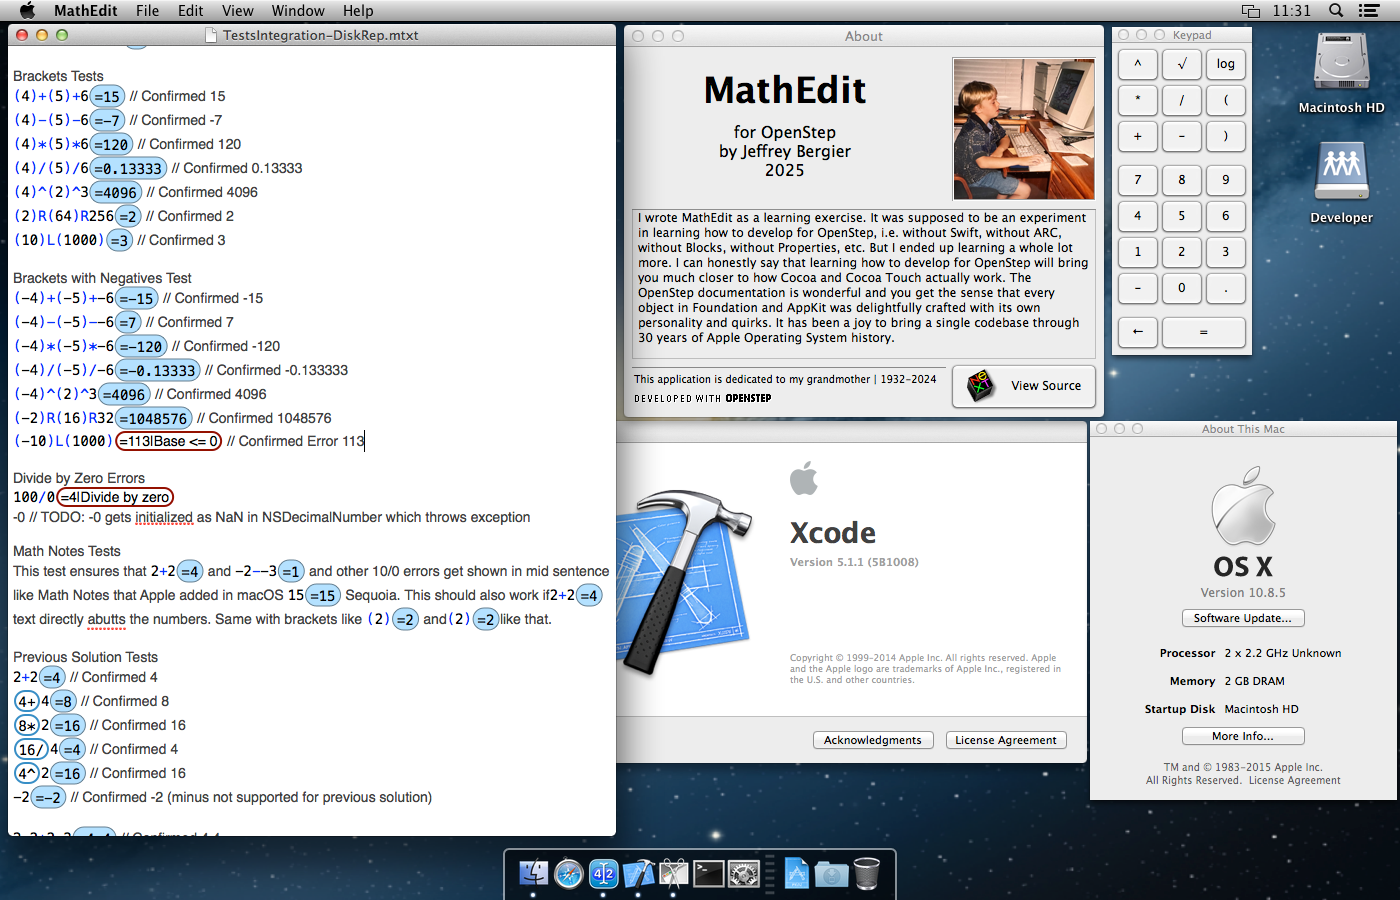 MathEdit File Edit View Window Help 11:31
TestsIntegration-DiskRep.mtxt
Brackets Tests
(4)+(5)+6 =15 // Confirmed 15
(4)-(5)-6 =-7 // Confirmed -7
(4)*(5)*6 =120 // Confirmed 120
(4)/(5)/6 =0.13333 // Confirmed 0.13333
(4)^(2)^3 =4096 // Confirmed 4096
(2)R(64)R256 =2 // Confirmed 2
(10)L(1000) =3 // Confirmed 3
Brackets with Negatives Test
(-4)+(-5)+-6 =-15 // Confirmed -15
(-4)-(-5)--6 =7 // Confirmed 7
(-4)*(-5)*-6 =-120 // Confirmed -120
(-4)/(-5)/-6 =-0.13333 // Confirmed -0.133333
(-4)^(2)^3 =4096 // Confirmed 4096
(-2)R(16)R32 =1048576 // Confirmed 1048576
(-10)L(1000) =113|Base <= 0 // Confirmed Error 113
Divide by Zero Errors
100/0 =4|Divide by zero
-0 // TODO: -0 gets initialized as NaN in NSDecimalNumber which throws exception
Math Notes Tests
This test ensures that 2+2 =4 and -2--3 =1 and other 10/0 errors get shown in mid sentence
like Math Notes that Apple added in macOS 15 =15 Sequoia. This should also work if2+2 =4
text directly abutts the numbers. Same with brackets like (2) =2 and(2) =2 like that.
Previous Solution Tests
2+2 =4 // Confirmed 4
4+ 4 =8 // Confirmed 8
8* 2 =16 // Confirmed 16
16/ 4 =4 // Confirmed 4
4^ 2 =16 // Confirmed 16
-2 =-2 // Confirmed -2 (minus not supported for previous solution)
About
MathEdit
for OpenStep
by Jeffrey Bergier
2025
I wrote MathEdit as a learning exercise. It was supposed to be an experiment
in learning how to develop for OpenStep, i.e. without Swift, without ARC,
without Blocks, without Properties, etc. But I ended up learning a whole lot
more. I can honestly say that learning how to develop for OpenStep will bring
you much closer to how Cocoa and Cocoa Touch actually work. The
OpenStep documentation is wonderful and you get the sense that every
object in Foundation and AppKit was delightfully crafted with its own
personality and quirks. It has been a joy to bring a single codebase through
30 years of Apple Operating System history.
This application is dedicated to my grandmother | 1932-2024
DEVELOPED WITH OPENSTEP
NeXT
View Source
Keypad
^ √ log
* / (
+ - )
7 8 9
4 5 6
1 2 3
- 0 .
← =
Macintosh HD
Developer
Xcode
Version 5.1.1 (5B1008)
Copyright © 1999-2014 Apple Inc. All rights reserved. Apple
and the Apple logo are trademarks of Apple Inc., registered in
the U.S. and other countries.
Acknowledgments License Agreement
About This Mac
OS X
Version 10.8.5
Software Update...
Processor 2 x 2.2 GHz Unknown
Memory 2 GB DRAM
Startup Disk Macintosh HD
More Info...
TM and © 1983-2015 Apple Inc.
All Rights Reserved. License Agreement
42